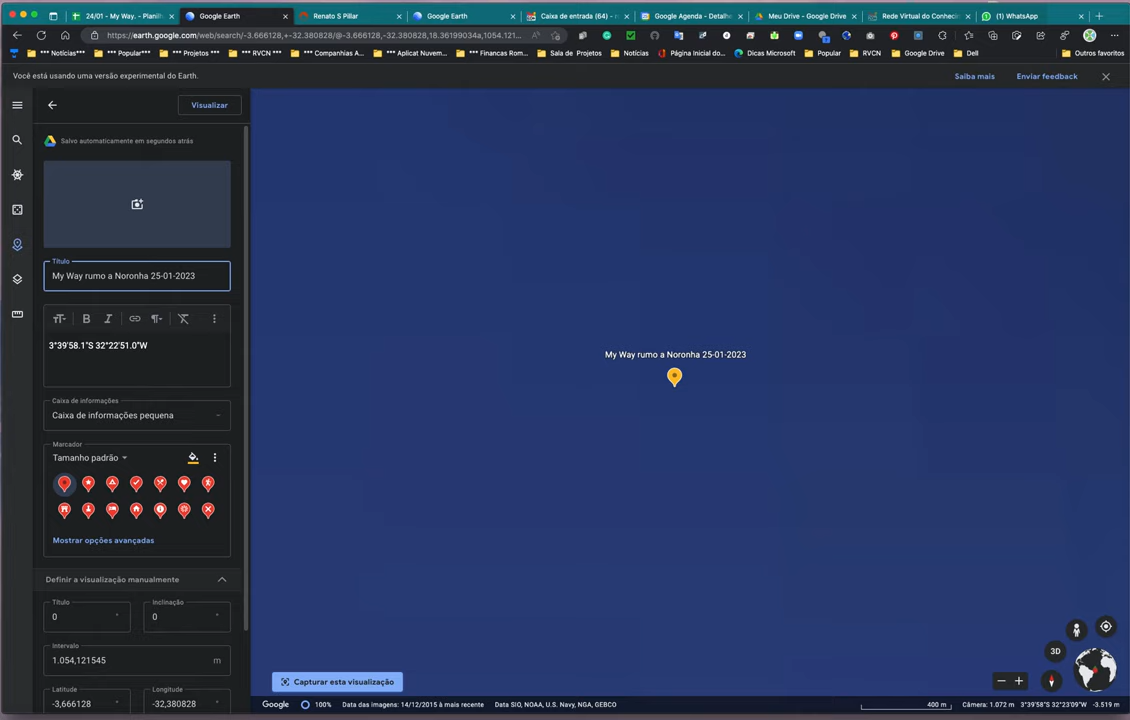 24/01 - My Way. - Planilh
Google Earth
Renato S Pillar
Google Earth
Caixa de entrada (64) -
Google Agenda - Detalh
Meu Drive - Google Drive
Rede Virtual do Conheci
(1) WhatsApp
https://earth.google.com/web/search/-3.666128,+-32.380828/@-3.666128,-32.380828,18.36199034a,1054.121...
*** Notícias***
*** Popular***
*** Projetos ***
*** RVCN ***
*** Companhias A...
*** Aplicat Nuvem...
*** Financas Rom...
Sala de Projetos
Notícias
Página Inicial do...
Dicas Microsoft
Popular
RVCN
Google Drive
Dell
Outros favoritos
Você está usando uma versão experimental do Earth.
Saiba mais
Enviar feedback
Visualizar
Salvo automaticamente em segundos atrás
Título
My Way rumo a Noronha 25-01-2023
3°39'58.1"S 32°22'51.0"W
Caixa de informações
Caixa de informações pequena
Marcador
Tamanho padrão
Mostrar opções avançadas
Definir a visualização manualmente
Título
0 °
Inclinação
0 °
Intervalo
1.054,121545 m
Latitude
-3,666128 °
Longitude
-32,380828 °
My Way rumo a Noronha 25-01-2023
Capturar esta visualização
3D
Google
100%
Data das imagens: 14/12/2015 à mais recente
Data SIO, NOAA, U.S. Navy, NGA, GEBCO
400 m
Câmera: 1.072 m
3°39'58"S 32°23'09"W
-3.519 m